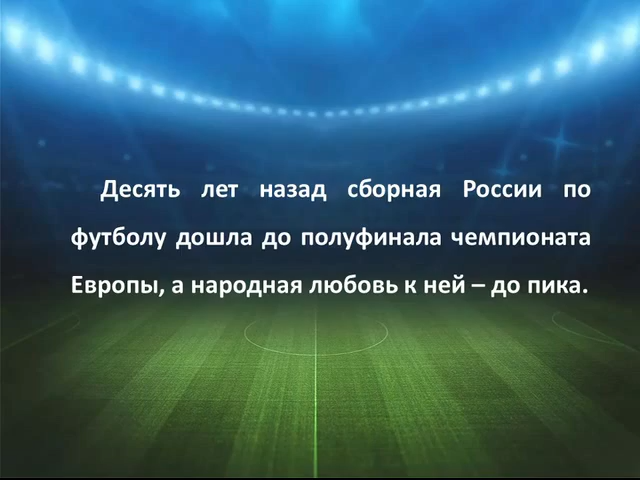 Десять лет назад сборная России по
футболу дошла до полуфинала чемпионата
Европы, а народная любовь к ней – до пика.